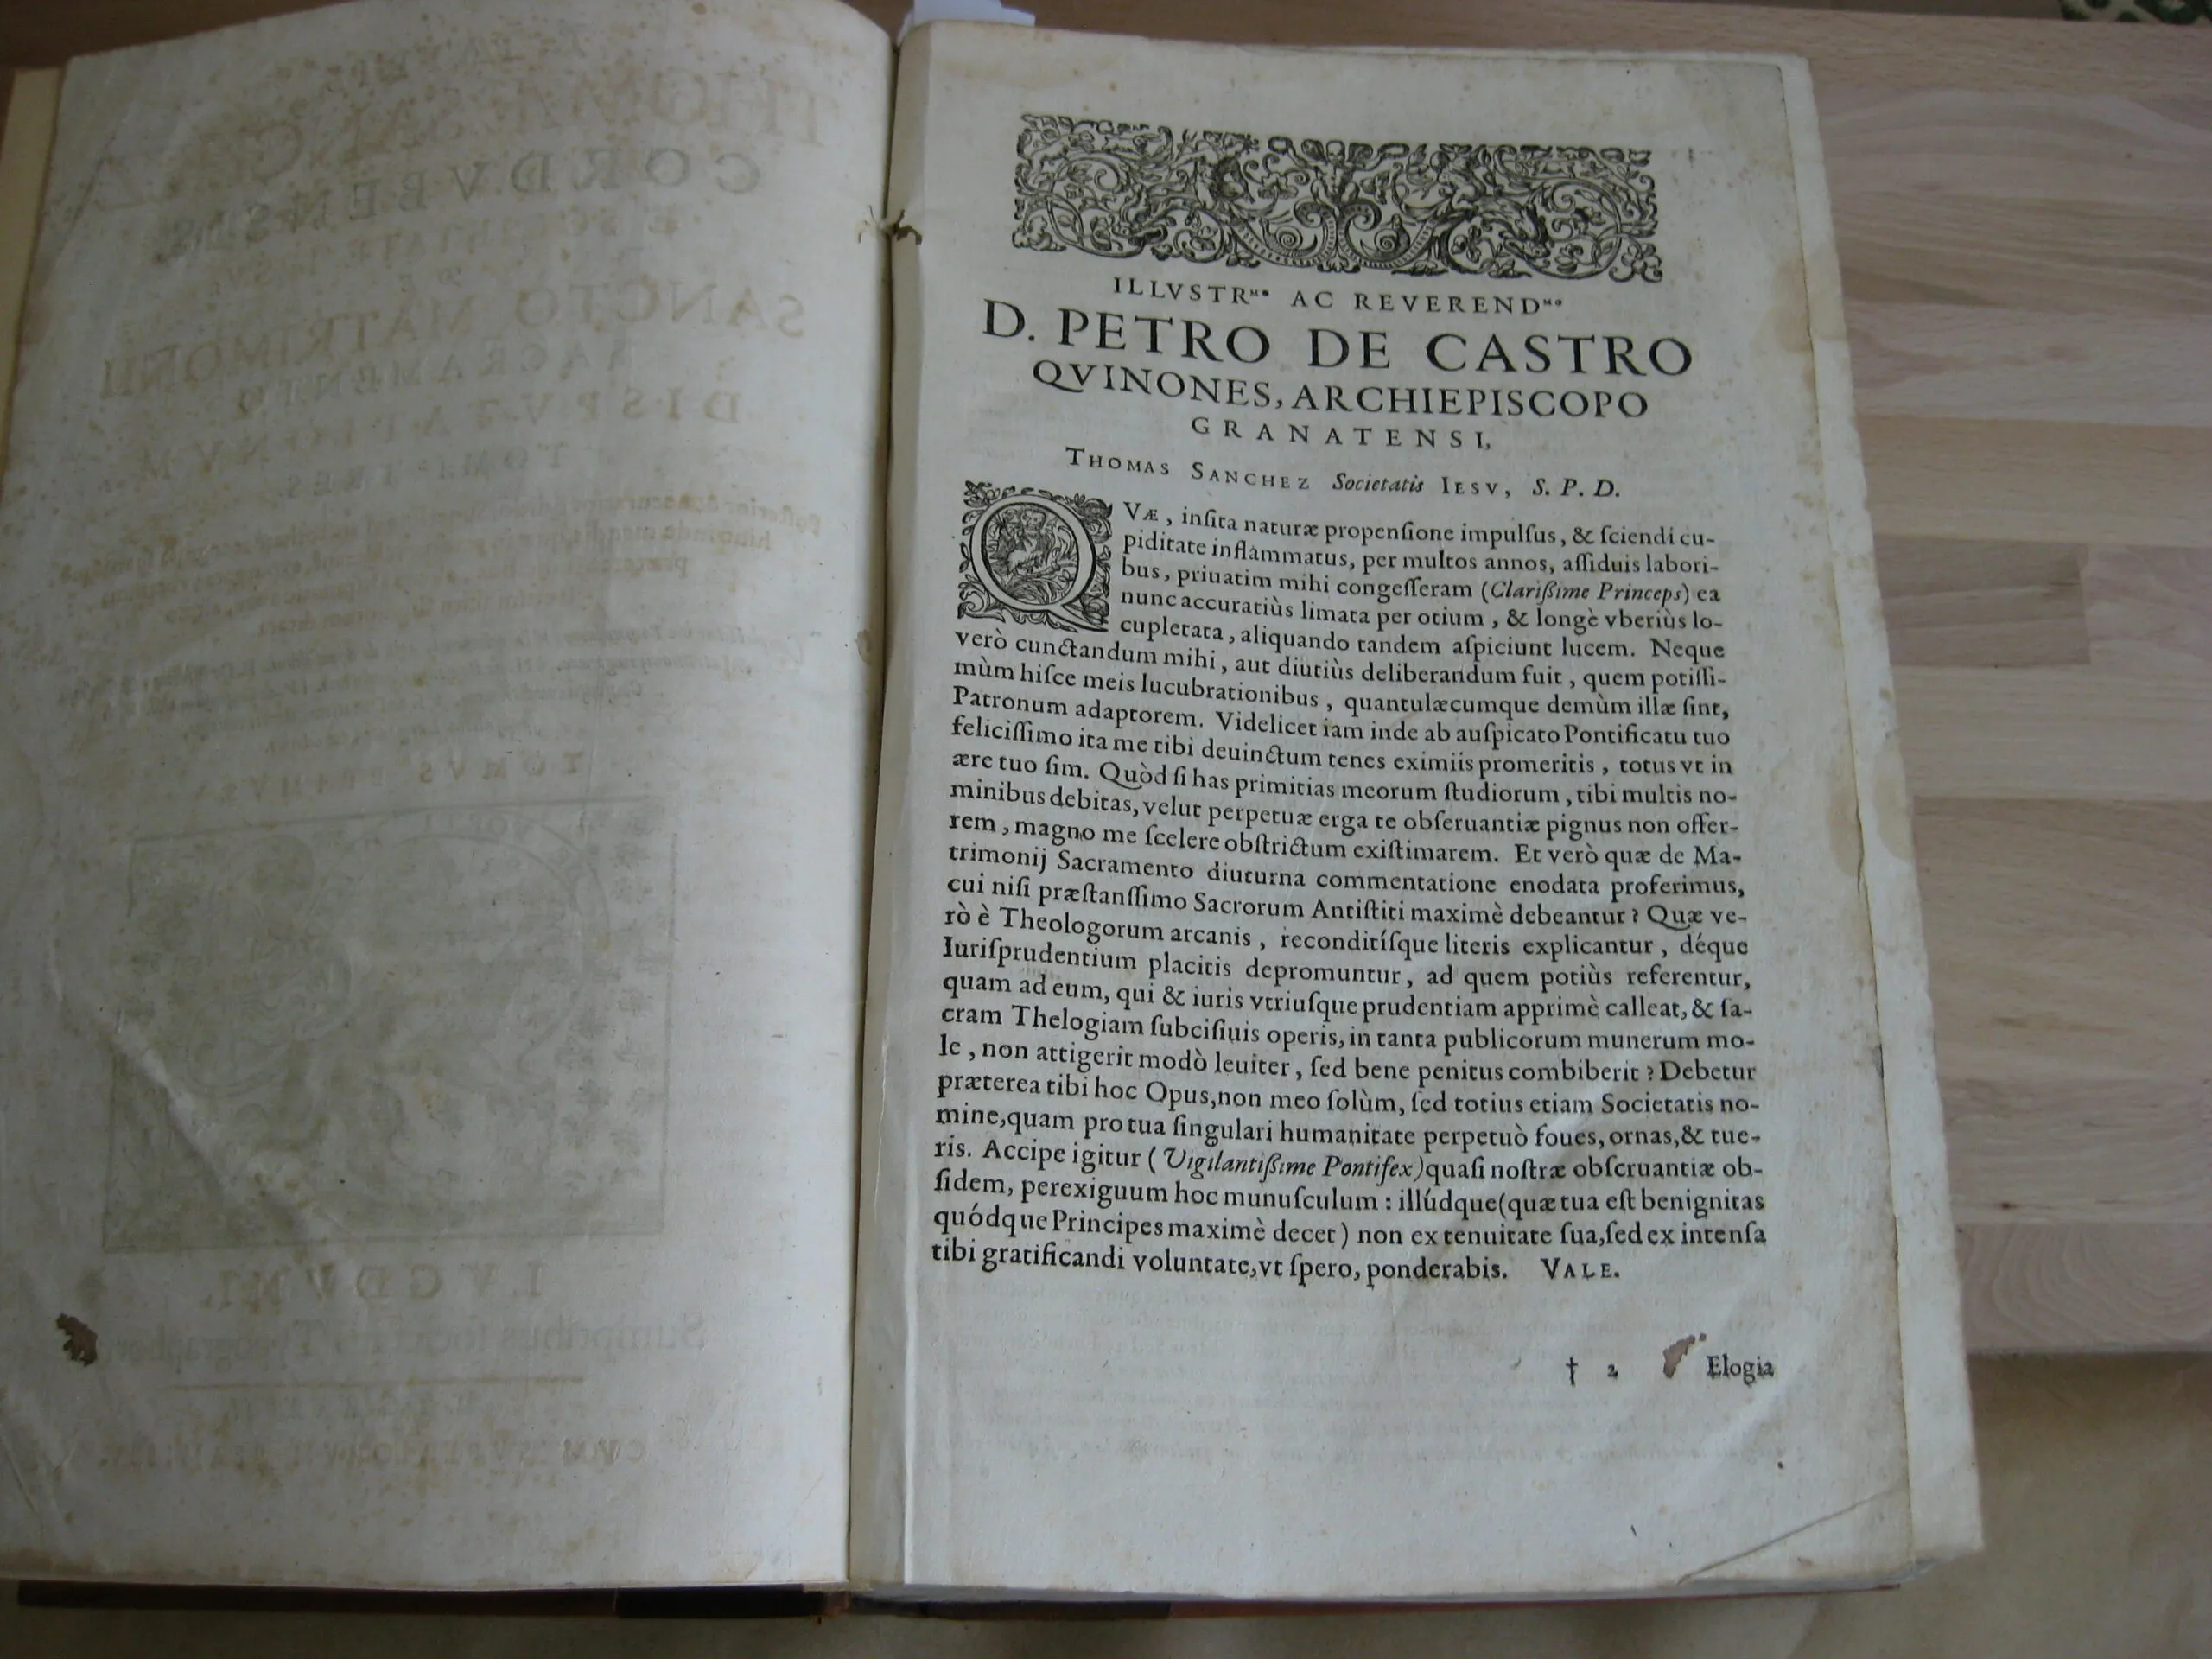 ILLVSTR.mo AC REVEREND.mo
D. PETRO DE CASTRO
QVINONES, ARCHIEPISCOPO
GRANATENSI,
THOMAS SANCHEZ Societatis IESV, S. P. D.
QVÆ, inſita naturæ propenſione impulſus, & ſciendi cu-
piditate inflammatus, per multos annos, aſſiduis labori-
bus, priuatim mihi congeſſeram (Clarißime Princeps) ea
nunc accuratiùs limata per otium, & longè vberiùs lo-
cupletata, aliquando tandem aſpiciunt lucem. Neque
verò cunctandum mihi, aut diutiùs deliberandum fuit, quem potiſſi-
mùm hiſce meis lucubrationibus, quantulæcumque demùm illæ ſint,
Patronum adaptorem. Videlicet iam inde ab auſpicato Pontificatu tuo
feliciſſimo ita me tibi deuinctum tenes eximiis promeritis, totus vt in
ære tuo ſim. Quòd ſi has primitias meorum ſtudiorum, tibi multis no-
minibus debitas, velut perpetuæ erga te obſeruantiæ pignus non offer-
rem, magno me ſcelere obſtrictum exiſtimarem. Et verò quæ de Ma-
trimonij Sacramento diuturna commentatione enodata proferimus,
cui niſi præſtanſſimo Sacrorum Antiſtiti maximè debeantur? Quæ ve-
rò è Theologorum arcanis, reconditíſque literis explicantur, déque
Iuriſprudentium placitis depromuntur, ad quem potiùs referentur,
quam ad eum, qui & iuris vtriuſque prudentiam apprimè calleat, & ſa-
cram Thelogiam ſubciſiuis operis, in tanta publicorum munerum mo-
le, non attigerit modò leuiter, ſed bene penitus combiberit? Debetur
præterea tibi hoc Opus, non meo ſolùm, ſed totius etiam Societatis no-
mine, quam pro tua ſingulari humanitate perpetuò foues, ornas, & tue-
ris. Accipe igitur (Vigilantißime Pontifex) quaſi noſtræ obſeruantiæ ob-
ſidem, perexiguum hoc munuſculum: illúdque (quæ tua eſt benignitas
quódque Principes maximè decet) non ex tenuitate ſua, ſed ex intenſa
tibi gratificandi voluntate, vt ſpero, ponderabis. VALE.
† 2 Elogia